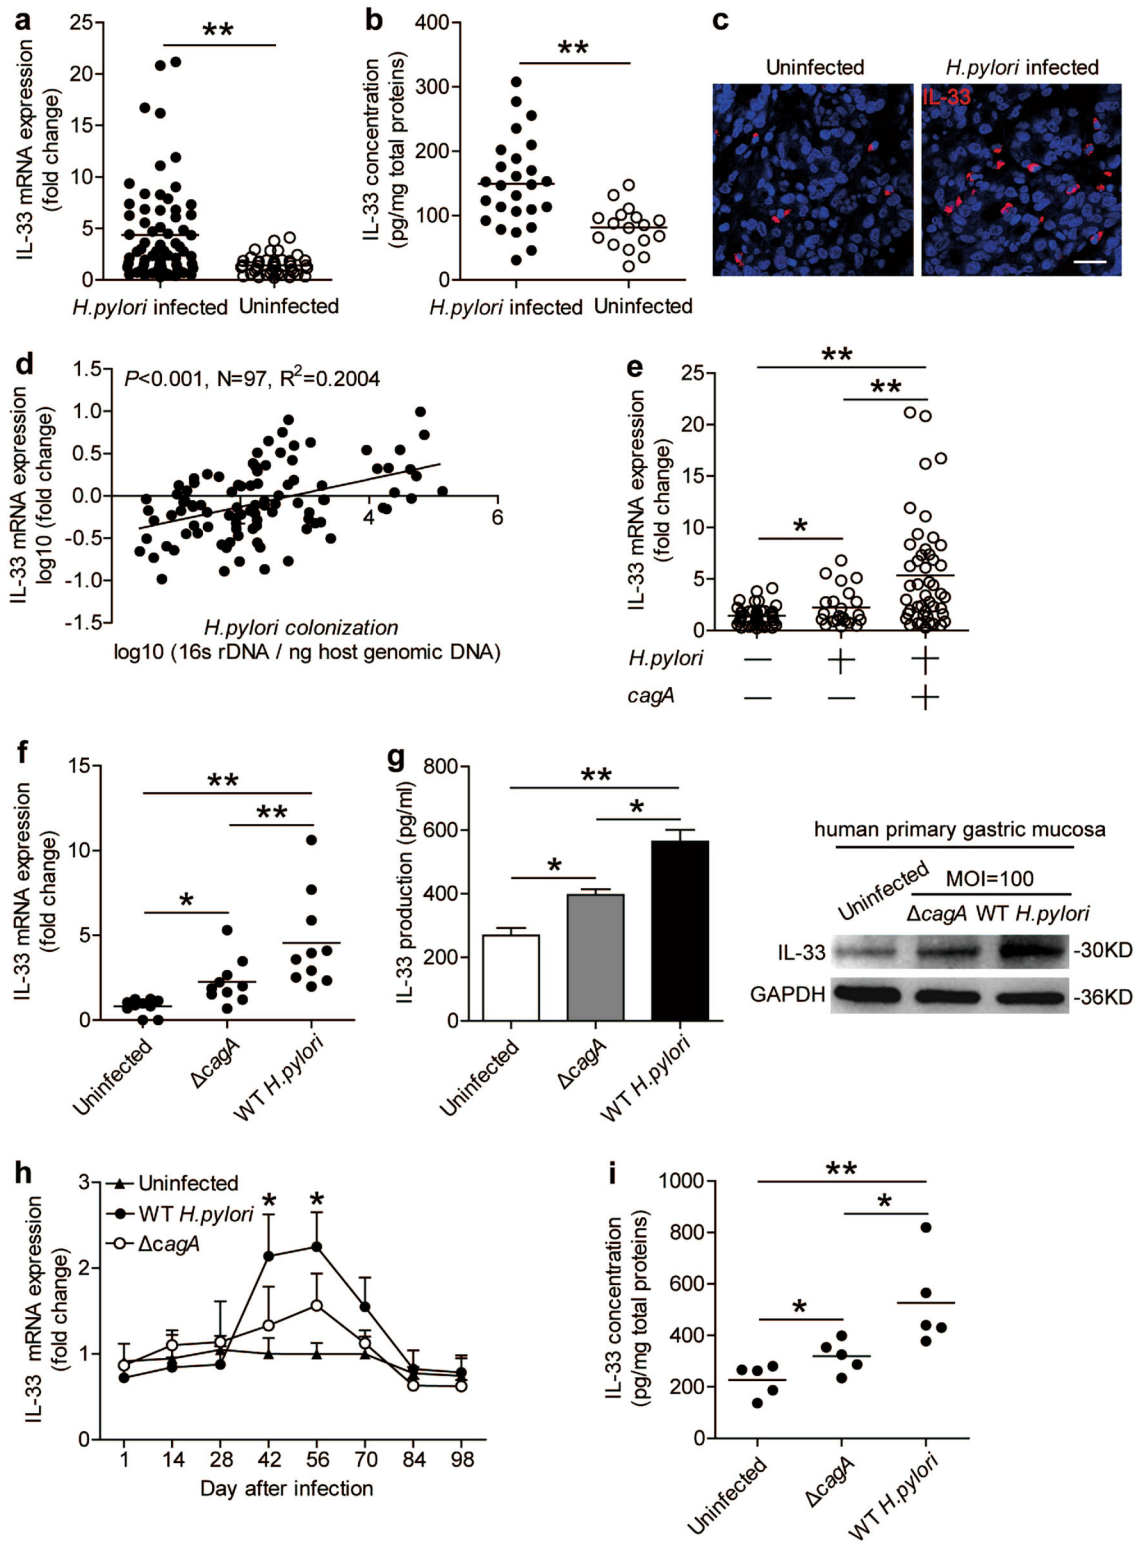 a
IL-33 mRNA expression
(fold change)
25
20
15
10
5
0
**
H.pylori infected
Uninfected
b
IL-33 concentration
(pg/mg total proteins)
400
300
200
100
0
**
H.pylori infected
Uninfected
c
Uninfected
H.pylori infected
IL-33
d
IL-33 mRNA expression
log10 (fold change)
1.5
1.0
0.5
0.0
-0.5
-1.0
-1.5
P<0.001, N=97, R²=0.2004
4
6
H.pylori colonization
log10 (16s rDNA / ng host genomic DNA)
e
IL-33 mRNA expression
(fold change)
25
20
15
10
5
0
**
**
*
H.pylori — + +
cagA — — +
f
IL-33 mRNA expression
(fold change)
15
10
5
0
**
**
*
Uninfected
ΔcagA
WT H.pylori
g
IL-33 production (pg/ml)
800
600
400
200
0
**
*
*
Uninfected
ΔcagA
WT H.pylori
human primary gastric mucosa
Uninfected
MOI=100
ΔcagA WT H.pylori
IL-33
-30KD
GAPDH
-36KD
h
IL-33 mRNA expression
(fold change)
3
2
1
0
Uninfected
WT H.pylori
ΔcagA
* *
1 14 28 42 56 70 84 98
Day after infection
i
IL-33 concentration
(pg/mg total proteins)
1000
800
600
400
200
0
**
*
*
Uninfected
ΔcagA
WT H.pylori